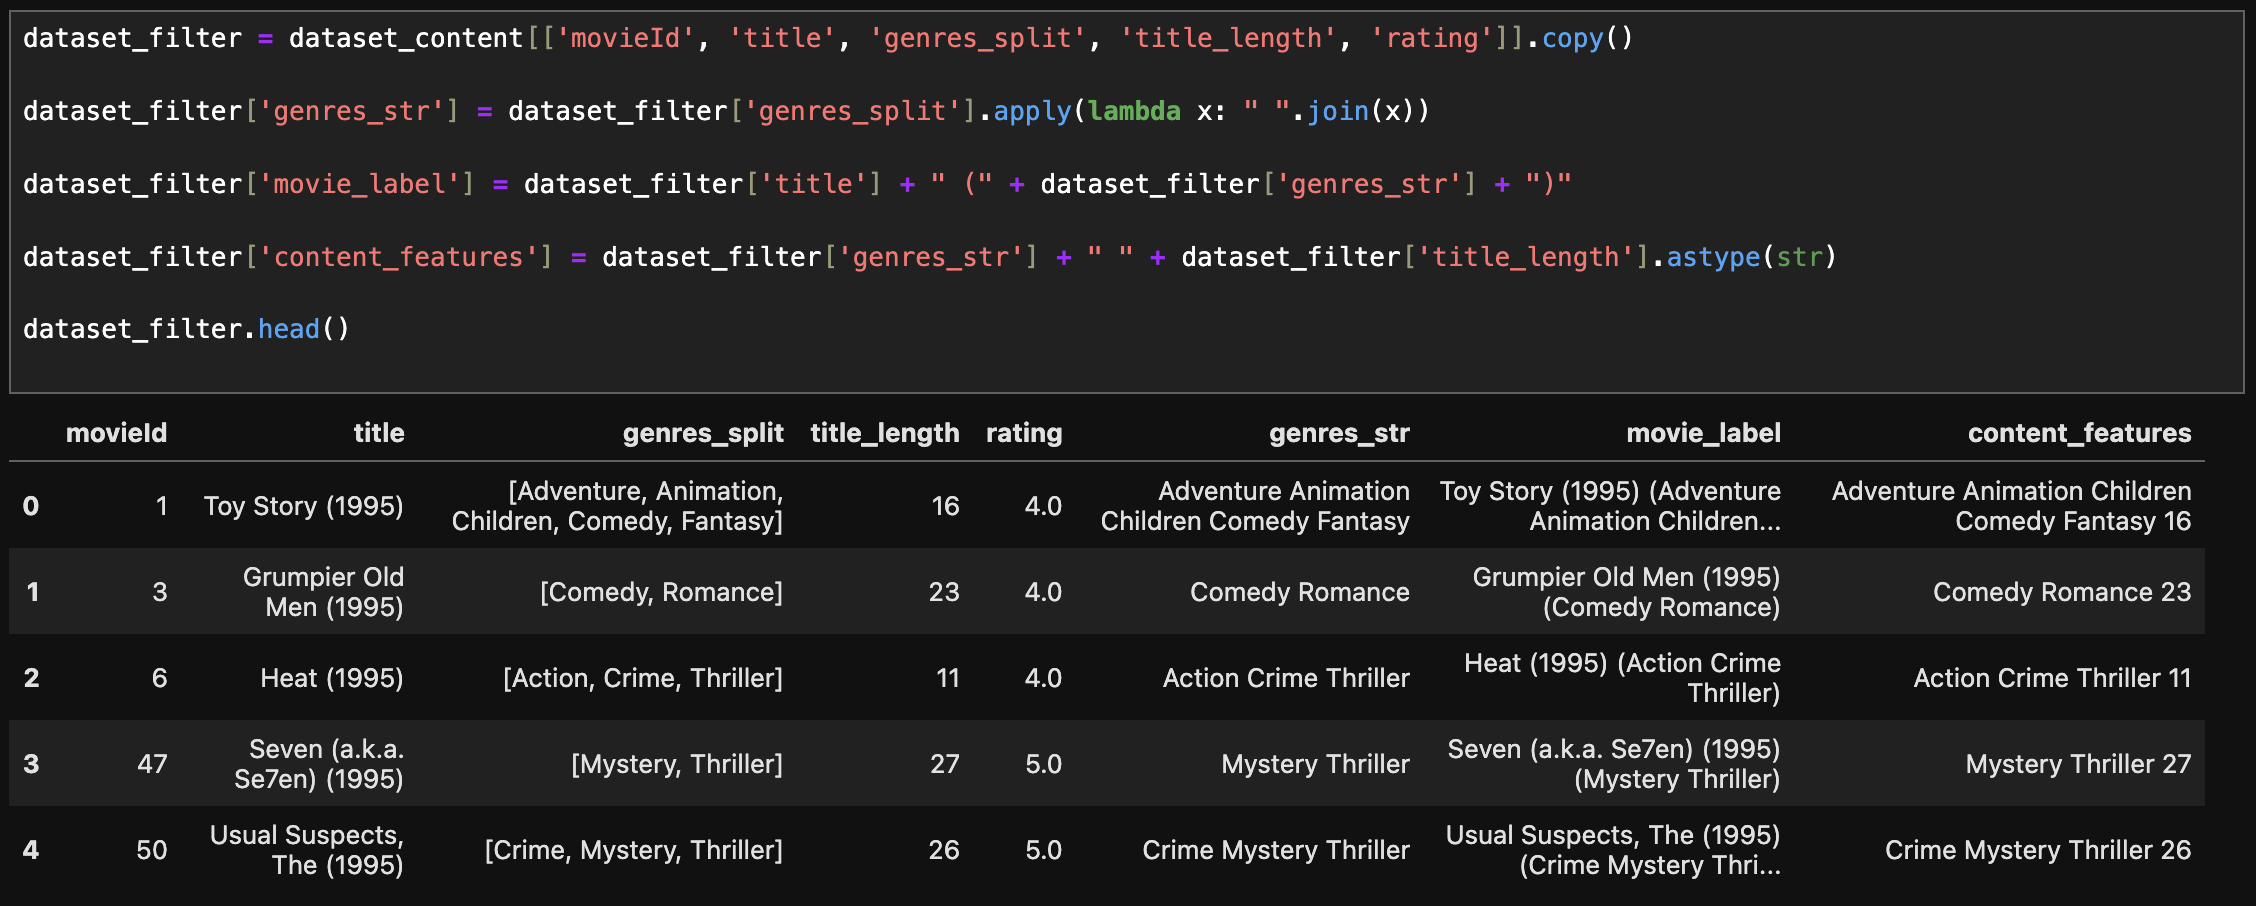 dataset_filter = dataset_content[['movieId', 'title', 'genres_split', 'title_length', 'rating']].copy()
dataset_filter['genres_str'] = dataset_filter['genres_split'].apply(lambda x: " ".join(x))
dataset_filter['movie_label'] = dataset_filter['title'] + " (" + dataset_filter['genres_str'] + ")"
dataset_filter['content_features'] = dataset_filter['genres_str'] + " " + dataset_filter['title_length'].astype(str)
dataset_filter.head()
movieId title genres_split title_length rating genres_str movie_label content_features
0 1 Toy Story (1995) [Adventure, Animation, Children, Comedy, Fantasy] 16 4.0 Adventure Animation Children Comedy Fantasy Toy Story (1995) (Adventure Animation Children... Adventure Animation Children Comedy Fantasy 16
1 3 Grumpier Old Men (1995) [Comedy, Romance] 23 4.0 Comedy Romance Grumpier Old Men (1995) (Comedy Romance) Comedy Romance 23
2 6 Heat (1995) [Action, Crime, Thriller] 11 4.0 Action Crime Thriller Heat (1995) (Action Crime Thriller) Action Crime Thriller 11
3 47 Seven (a.k.a. Se7en) (1995) [Mystery, Thriller] 27 5.0 Mystery Thriller Seven (a.k.a. Se7en) (1995) (Mystery Thriller) Mystery Thriller 27
4 50 Usual Suspects, The (1995) [Crime, Mystery, Thriller] 26 5.0 Crime Mystery Thriller Usual Suspects, The (1995) (Crime Mystery Thri... Crime Mystery Thriller 26